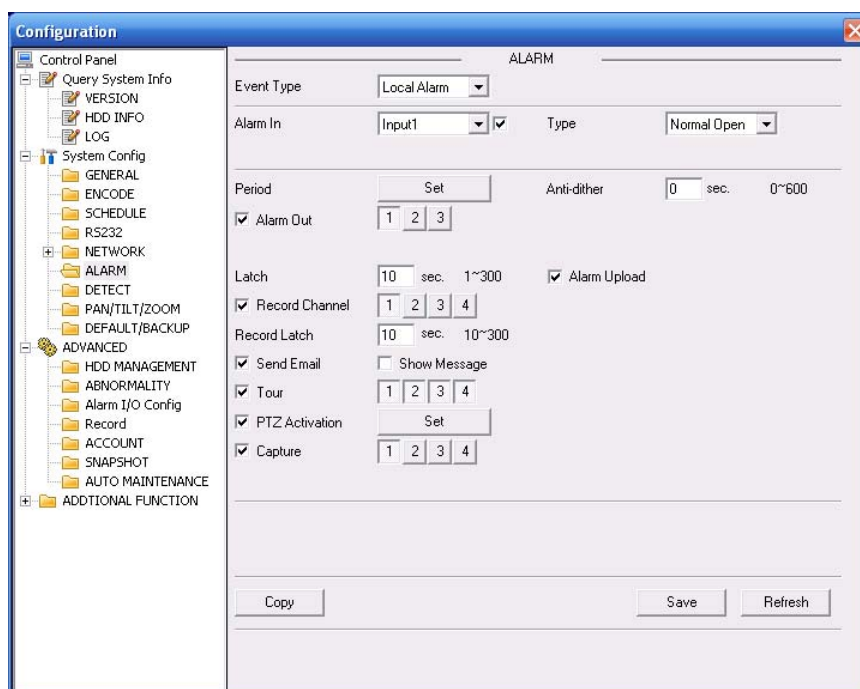 Configuration
Control Panel
Query System Info
VERSION
HDD INFO
LOG
System Config
GENERAL
ENCODE
SCHEDULE
RS232
NETWORK
ALARM
DETECT
PAN/TILT/ZOOM
DEFAULT/BACKUP
ADVANCED
HDD MANAGEMENT
ABNORMALITY
Alarm I/O Config
Record
ACCOUNT
SNAPSHOT
AUTO MAINTENANCE
ADDTIONAL FUNCTION
ALARM
Event Type Local Alarm
Alarm In Input1 Type Normal Open
Period Set Anti-dither 0 sec. 0~600
Alarm Out 1 2 3
Latch 10 sec. 1~300 Alarm Upload
Record Channel 1 2 3 4
Record Latch 10 sec. 10~300
Send Email Show Message
Tour 1 2 3 4
PTZ Activation Set
Capture 1 2 3 4
Copy Save Refresh